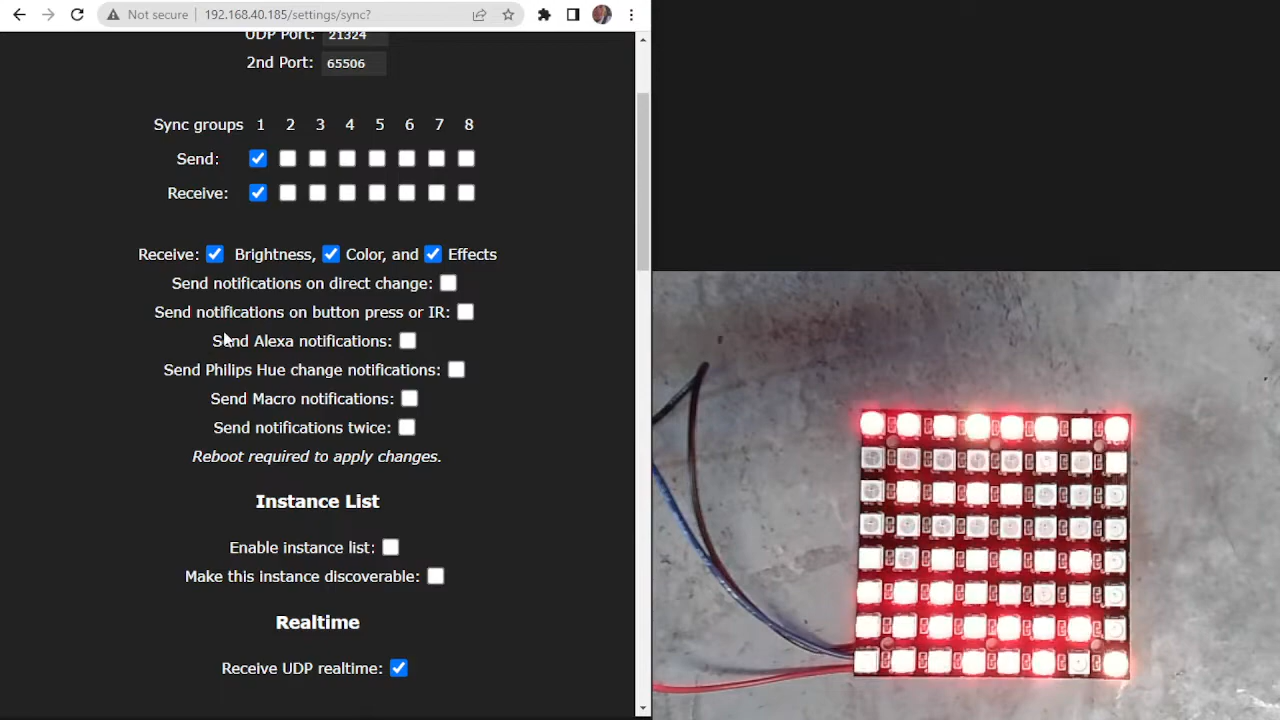 Not secure 192.168.40.185/settings/sync?
UDP Port: 21324
2nd Port: 65506
Sync groups 1 2 3 4 5 6 7 8
Send:
Receive:
Receive: Brightness, Color, and Effects
Send notifications on direct change:
Send notifications on button press or IR:
Send Alexa notifications:
Send Philips Hue change notifications:
Send Macro notifications:
Send notifications twice:
Reboot required to apply changes.
Instance List
Enable instance list:
Make this instance discoverable:
Realtime
Receive UDP realtime: